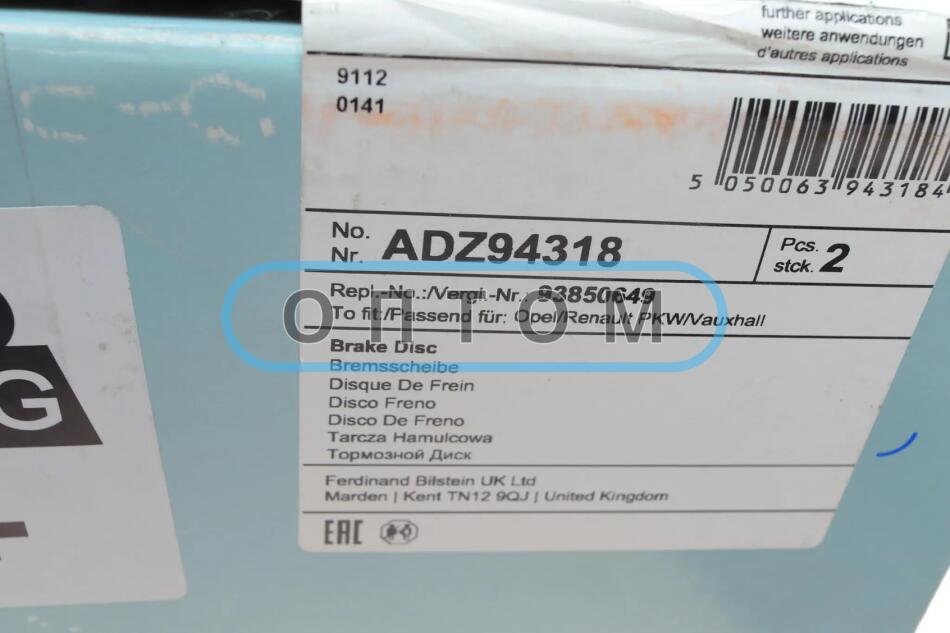 further applications
weitere anwendungen
d'autres applications
9112
0141
5 050063 943184
No.
Nr. ADZ94318
Pcs.
stck. 2
Repl.-No.:/Vergl.-Nr.: 93850649
To fit:/Passend für: Opel/Renault PKW/Vauxhall
ОПТОМ
Brake Disc
Bremsscheibe
Disque De Frein
Disco Freno
Disco De Freno
Tarcza Hamulcowa
Тормозной Диск
Ferdinand Bilstein UK Ltd
Marden | Kent TN12 9QJ | United Kingdom
EAC
G